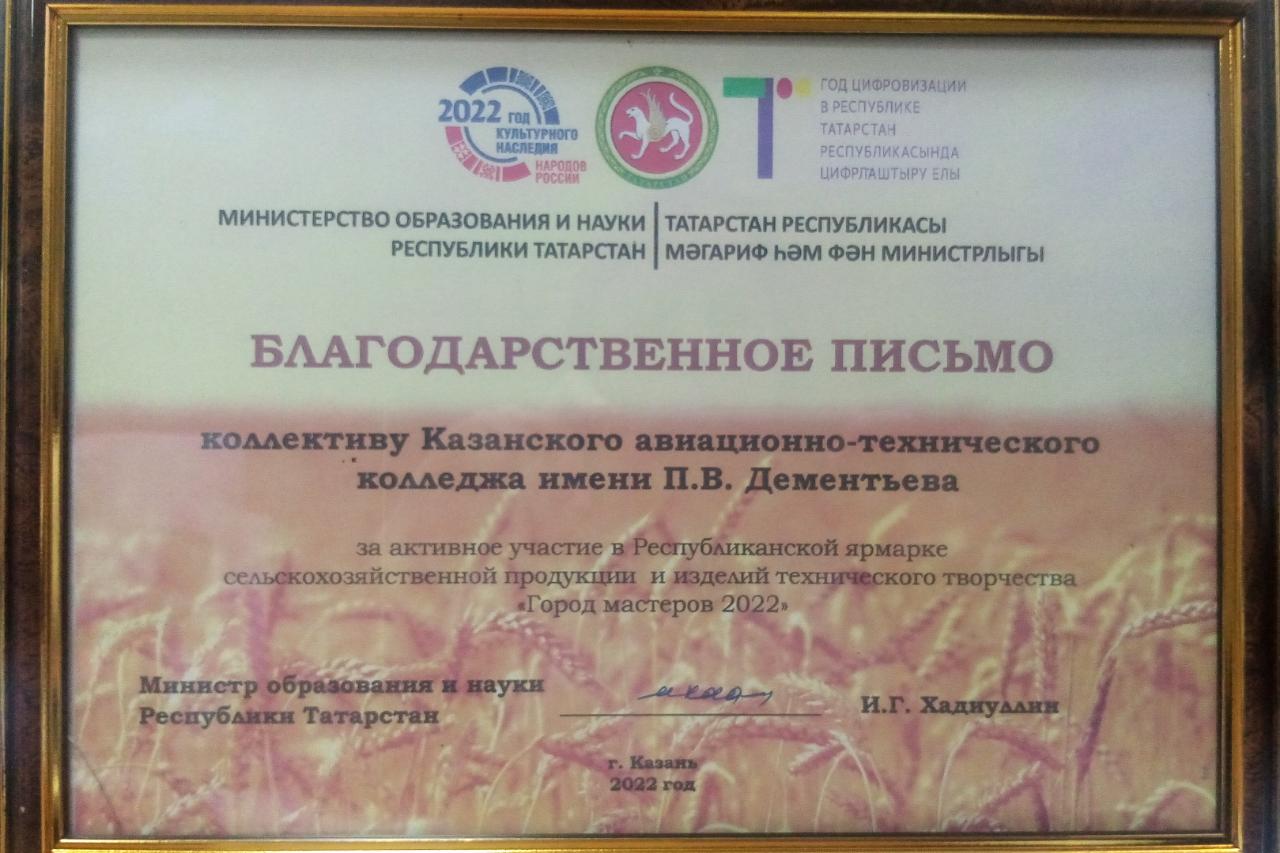 2022 ГОД
КУЛЬТУРНОГО
НАСЛЕДИЯ
НАРОДОВ
РОССИИ
ТАТАРСТАН
ГОД ЦИФРОВИЗАЦИИ
В РЕСПУБЛИКЕ
ТАТАРСТАН
РЕСПУБЛИКАСЫНДА
ЦИФРЛАШТЫРУ ЕЛЫ
МИНИСТЕРСТВО ОБРАЗОВАНИЯ И НАУКИ
РЕСПУБЛИКИ ТАТАРСТАН
ТАТАРСТАН РЕСПУБЛИКАСЫ
МӘГАРИФ ҺӘМ ФӘН МИНИСТРЛЫГЫ
БЛАГОДАРСТВЕННОЕ ПИСЬМО
коллективу Казанского авиационно-технического
колледжа имени П.В. Дементьева
за активное участие в Республиканской ярмарке
сельскохозяйственной продукции и изделий технического творчества
«Город мастеров 2022»
Министр образования и науки
Республики Татарстан
И.Г. Хадиуллин
г. Казань
2022 год